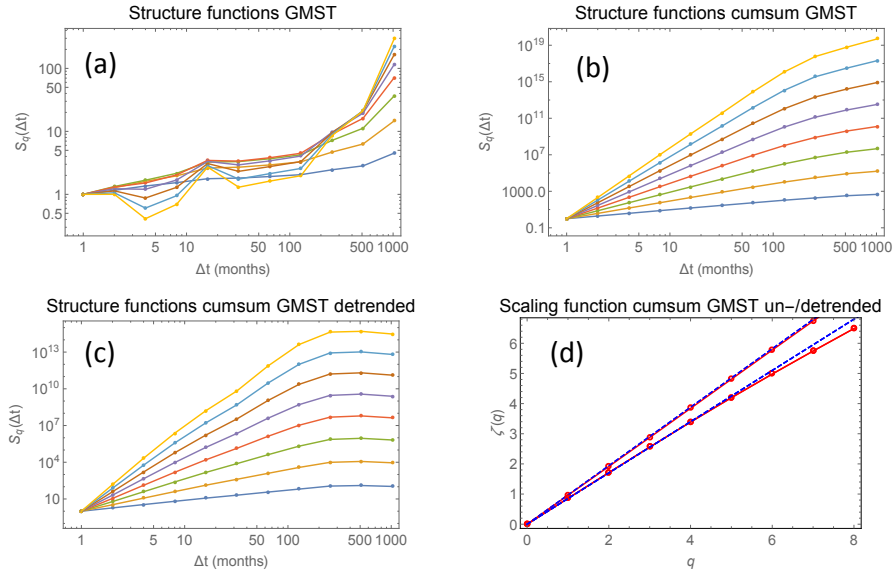 Structure functions GMST
(a)
100
50
10
5
1
0.5
S_q(Δt)
1 5 10 50 100 500 1000
Δt (months)
Structure functions cumsum GMST
(b)
10^19
10^15
10^11
10^7
1000.0
0.1
S_q(Δt)
1 5 10 50 100 500 1000
Δt (months)
Structure functions cumsum GMST detrended
(c)
10^13
10^10
10^7
10^4
10
S_q(Δt)
1 5 10 50 100 500 1000
Δt (months)
Scaling function cumsum GMST un-/detrended
(d)
6
5
4
3
2
1
0
ζ(q)
0 2 4 6 8
q